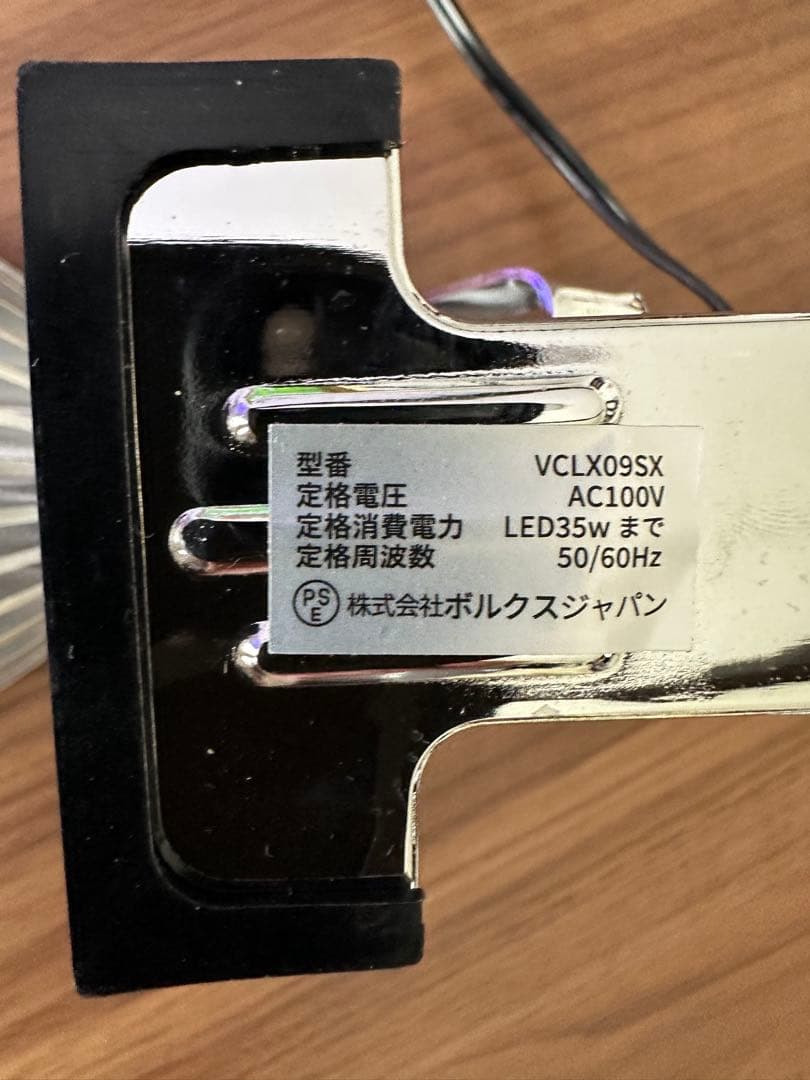 型番 VCLX09SX
定格電圧 AC100V
定格消費電力 LED35w まで
定格周波数 50/60Hz
PSE 株式会社ボルクスジャパン